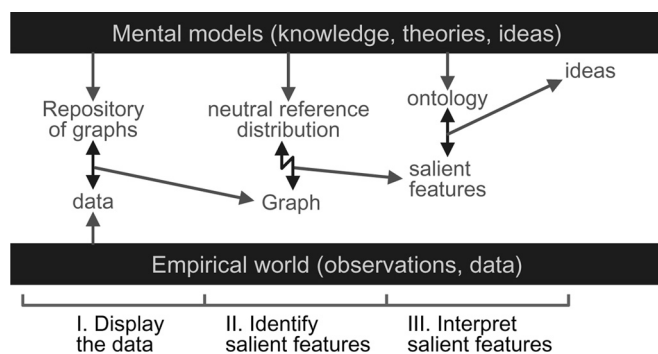 Mental models (knowledge, theories, ideas)
Repository
of graphs
neutral reference
distribution
ontology
ideas
data
Graph
salient
features
Empirical world (observations, data)
I. Display
the data
II. Identify
salient features
III. Interpret
salient features